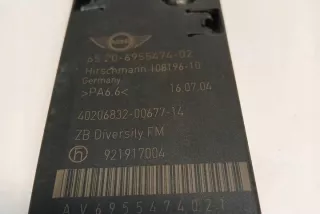 65.20-6955474-02
Hirschmann 108196-10
Germany
>PA6.6< 16.07.04
40206832-00677-14
ZB Diversity FM
h 921917004
AV6955474021